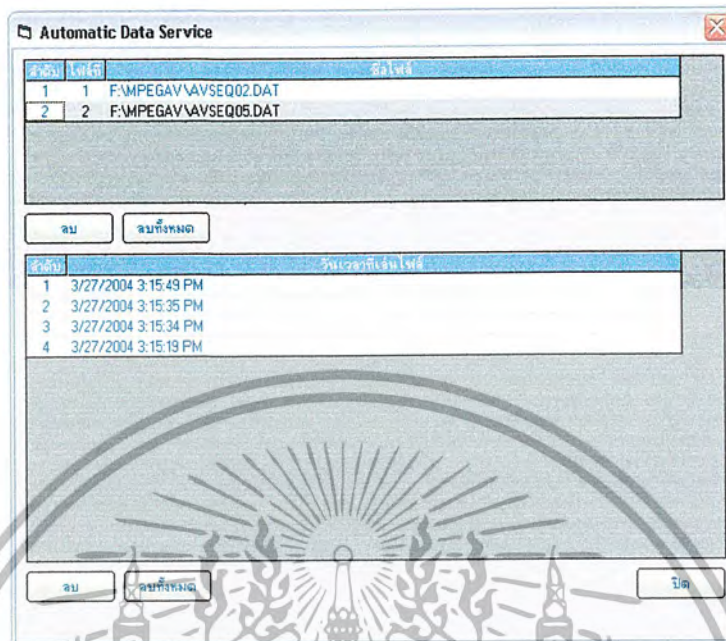 Automatic Data Service
ลำดับ ไฟล์ที่ ชื่อไฟล์
1 1 F:\MPEGAV\AVSEQ02.DAT
2 2 F:\MPEGAV\AVSEQ05.DAT
ลบ ลบทั้งหมด
ลำดับ วันเวลาที่เล่นไฟล์
1 3/27/2004 3:15:49 PM
2 3/27/2004 3:15:35 PM
3 3/27/2004 3:15:34 PM
4 3/27/2004 3:15:19 PM
ลบ ลบทั้งหมด ปิด